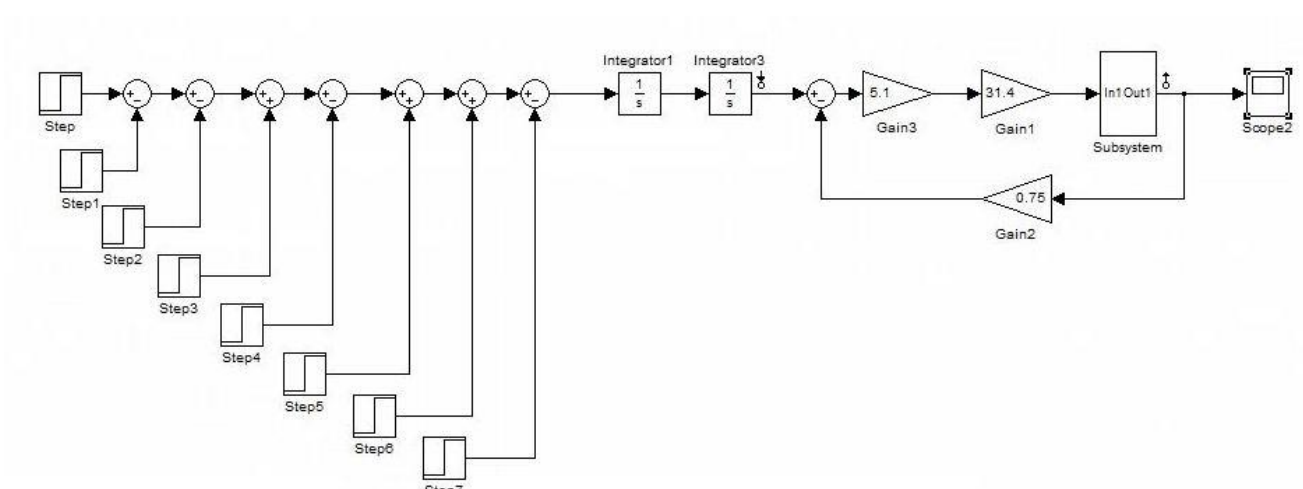 Integrator1
Integrator3
1
s
1
s
5.1
31.4
In1 Out1
Step
Gain3
Gain1
Subsystem
Scope2
Step1
0.75
Gain2
Step2
Step3
Step4
Step5
Step6
Step7